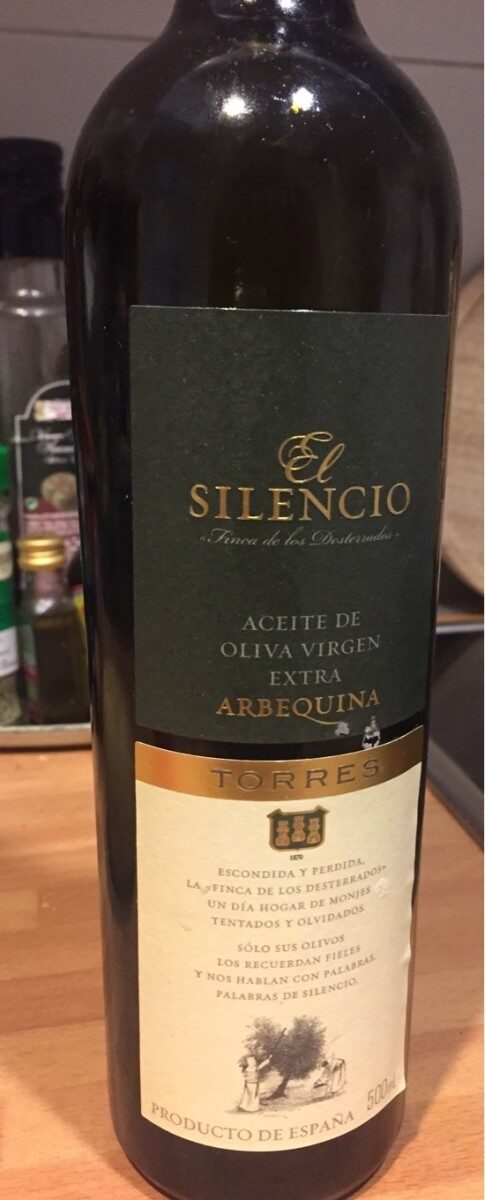 El
SILENCIO
"Finca de los Desterrados"
ACEITE DE
OLIVA VIRGEN
EXTRA
ARBEQUINA
TORRES
1870
ESCONDIDA Y PERDIDA,
LA «FINCA DE LOS DESTERRADOS»
UN DÍA HOGAR DE MONJES
TENTADOS Y OLVIDADOS.
SÓLO SUS OLIVOS
LOS RECUERDAN FIELES
Y NOS HABLAN CON PALABRAS,
PALABRAS DE SILENCIO.
PRODUCTO DE ESPAÑA 500mL